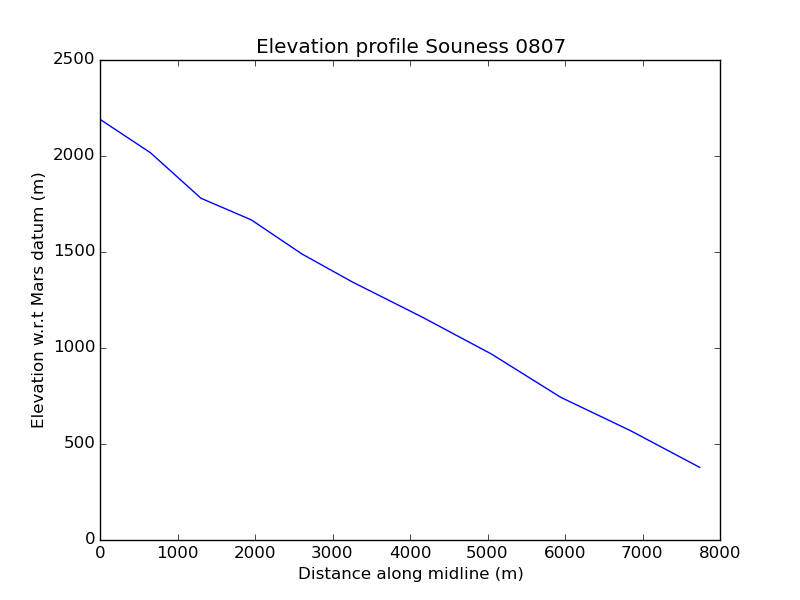 Elevation profile Souness 0807
2500
2000
1500
1000
500
0
Elevation w.r.t Mars datum (m)
0 1000 2000 3000 4000 5000 6000 7000 8000
Distance along midline (m)